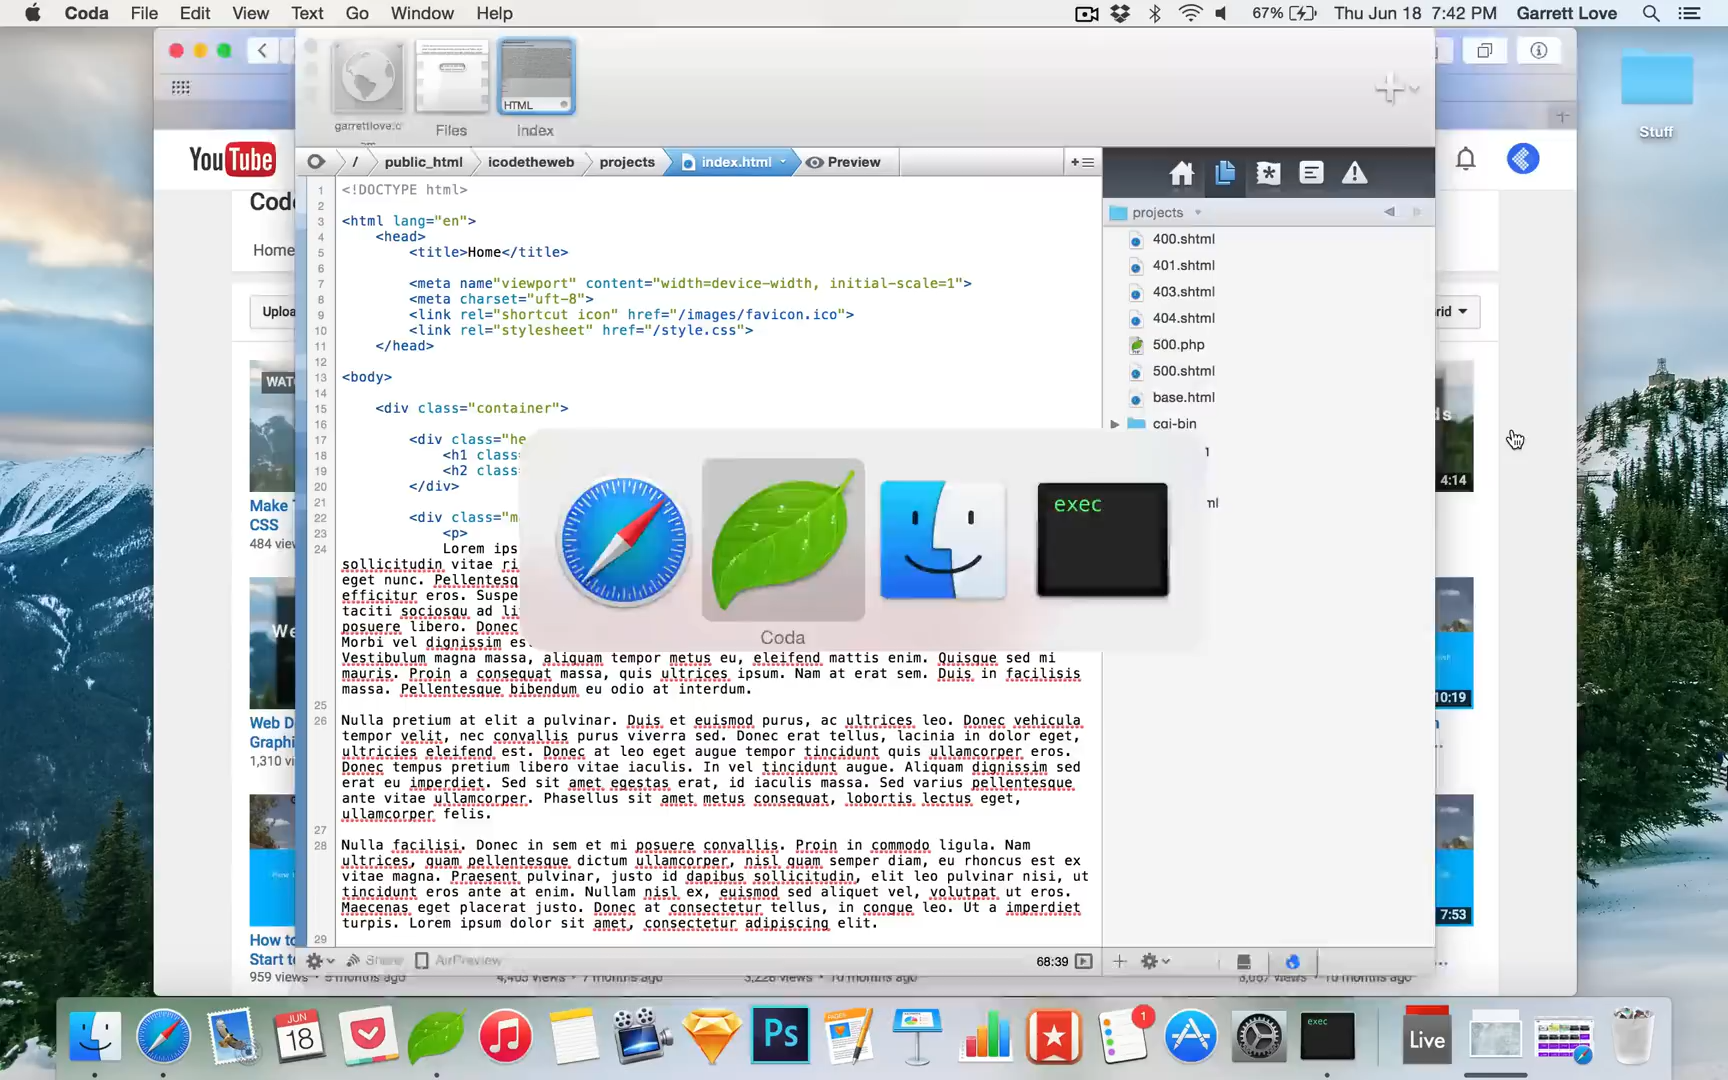 Coda File Edit View Text Go Window Help
67% Thu Jun 18 7:42 PM Garrett Love
HTML
Files
Index
/ public_html icodetheweb projects index.html Preview
YouTube
Code
Home
Uploa
rid
WAT
4:14
Make
CSS
484 view
10:19
Web D
Graphi
1,310 vi
7:53
How to
Start to
959 views
Stuff
projects
400.shtml
401.shtml
403.shtml
404.shtml
500.php
500.shtml
base.html
cgi-bin
1 <!DOCTYPE html>
2
3 <html lang="en">
4 <head>
5 <title>Home</title>
6
7 <meta name"viewport" content="width=device-width, initial-scale=1">
8 <meta charset="uft-8">
9 <link rel="shortcut icon" href="/images/favicon.ico">
10 <link rel="stylesheet" href="/style.css">
11 </head>
12
13 <body>
14
15 <div class="container">
16
17 <div class="he
18 <h1 class=
19 <h2 class=
20 </div>
21
22 <div class="m
23 <p>
24 Lorem ips
sollicitudin vitae ri
eget nunc. Pellentesq
efficitur eros. Suspe
taciti sociosqu ad li
posuere libero. Donec
Morbi vel dignissim es
Vestibulum magna massa, aliquam tempor metus eu, eleifend mattis enim. Quisque sed mi
mauris. Proin a consequat massa, quis ultrices ipsum. Nam at erat sem. Duis in facilisis
massa. Pellentesque bibendum eu odio at interdum.
25
26 Nulla pretium at elit a pulvinar. Duis et euismod purus, ac ultrices leo. Donec vehicula
tempor velit, nec convallis purus viverra sed. Donec erat tellus, lacinia in dolor eget,
ultricies eleifend est. Donec at leo eget augue tempor tincidunt quis ullamcorper eros.
Donec tempus pretium libero vitae iaculis. In vel tincidunt augue. Aliquam dignissim sed
erat eu imperdiet. Sed sit amet egestas erat, id iaculis massa. Sed varius pellentesque
ante vitae ullamcorper. Phasellus sit amet metus consequat, lobortis lectus eget,
ullamcorper felis.
27
28 Nulla facilisi. Donec in sem et mi posuere convallis. Proin in commodo ligula. Nam
ultrices, quam pellentesque dictum ullamcorper, nisl quam semper diam, eu rhoncus est ex
vitae magna. Praesent pulvinar, justo id dapibus sollicitudin, elit leo pulvinar nisi, ut
tincidunt eros ante at enim. Nullam nisl ex, euismod sed aliquet vel, volutpat ut eros.
Maecenas eget placerat justo. Donec at consectetur tellus, in congue leo. Ut a imperdiet
turpis. Lorem ipsum dolor sit amet, consectetur adipiscing elit.
29
exec
Coda
Share AirPreview 68:39
JUN
18
Ps
1
exec
Live